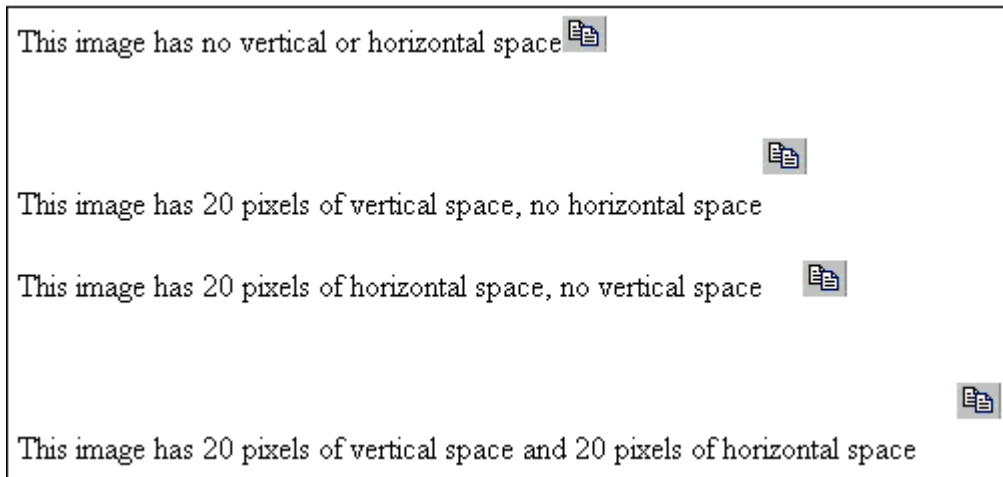 This image has no vertical or horizontal space
This image has 20 pixels of vertical space, no horizontal space
This image has 20 pixels of horizontal space, no vertical space
This image has 20 pixels of vertical space and 20 pixels of horizontal space